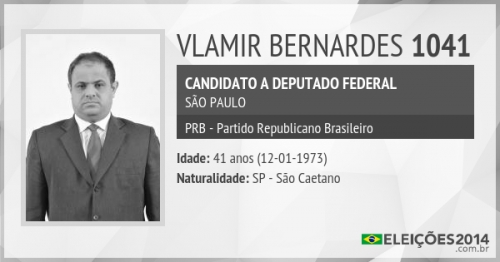 VLAMIR BERNARDES 1041
CANDIDATO A DEPUTADO FEDERAL
SÃO PAULO
PRB - Partido Republicano Brasileiro
Idade: 41 anos (12-01-1973)
Naturalidade: SP - São Caetano
ELEIÇÕES2014
.com.br